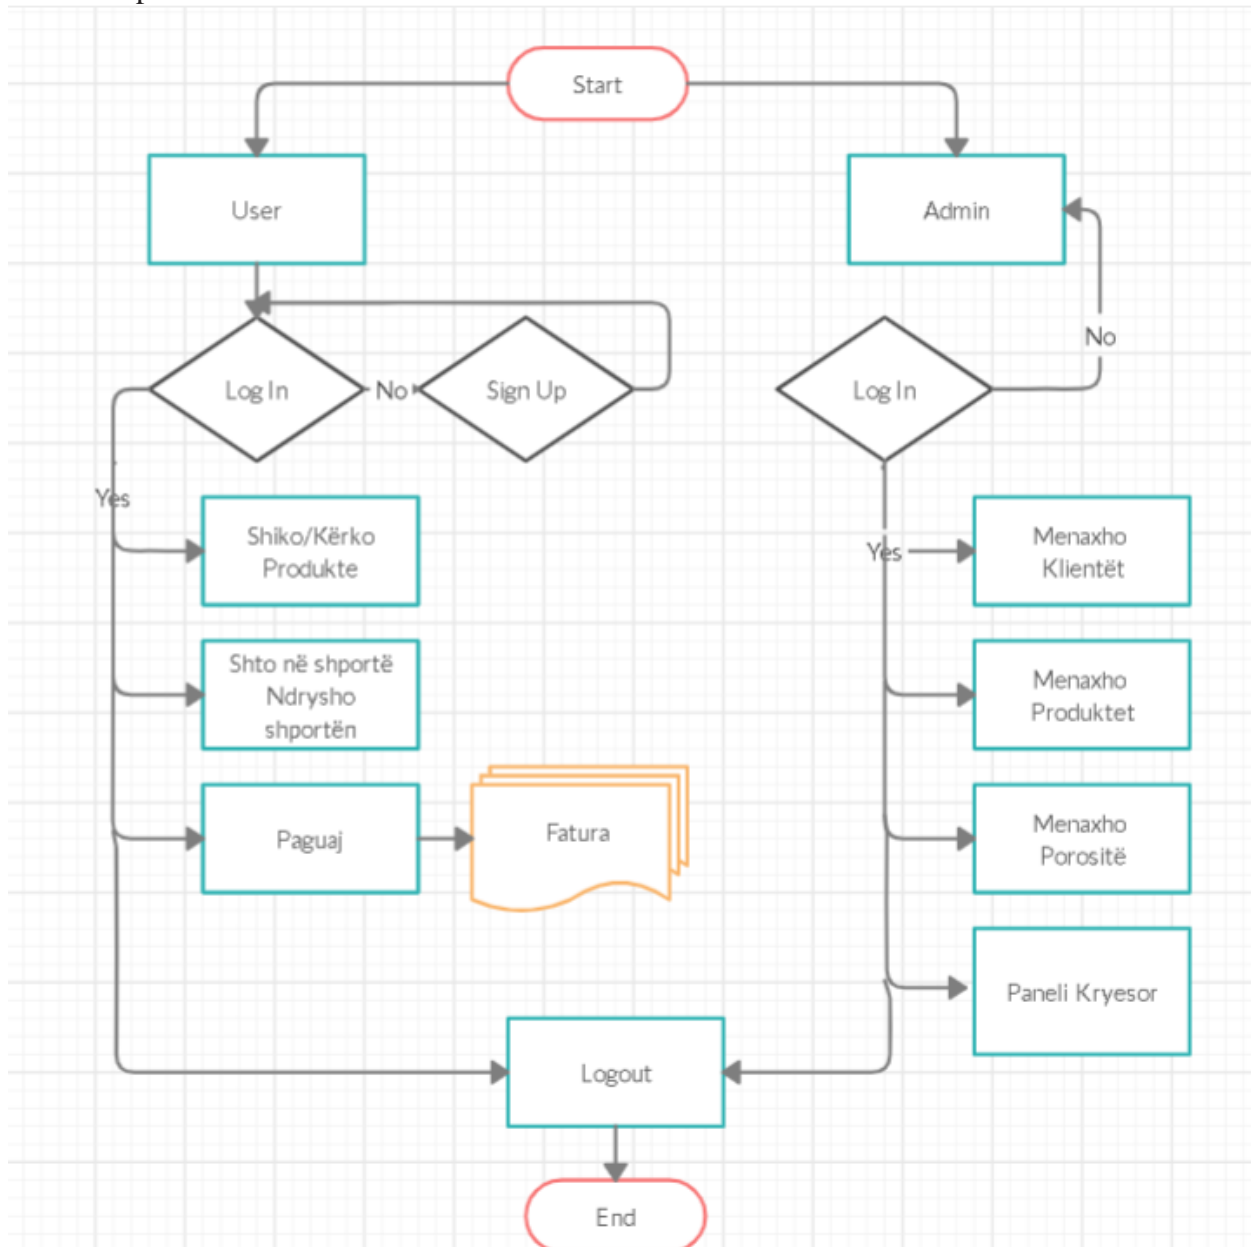 Start
User
Admin
No
Log In
No
Sign Up
Log In
Yes
Shiko/Kërko
Produkte
Yes
Menaxho
Klientët
Shto në shportë
Ndrysho
shportën
Menaxho
Produktet
Paguaj
Fatura
Menaxho
Porositë
Paneli Kryesor
Logout
End